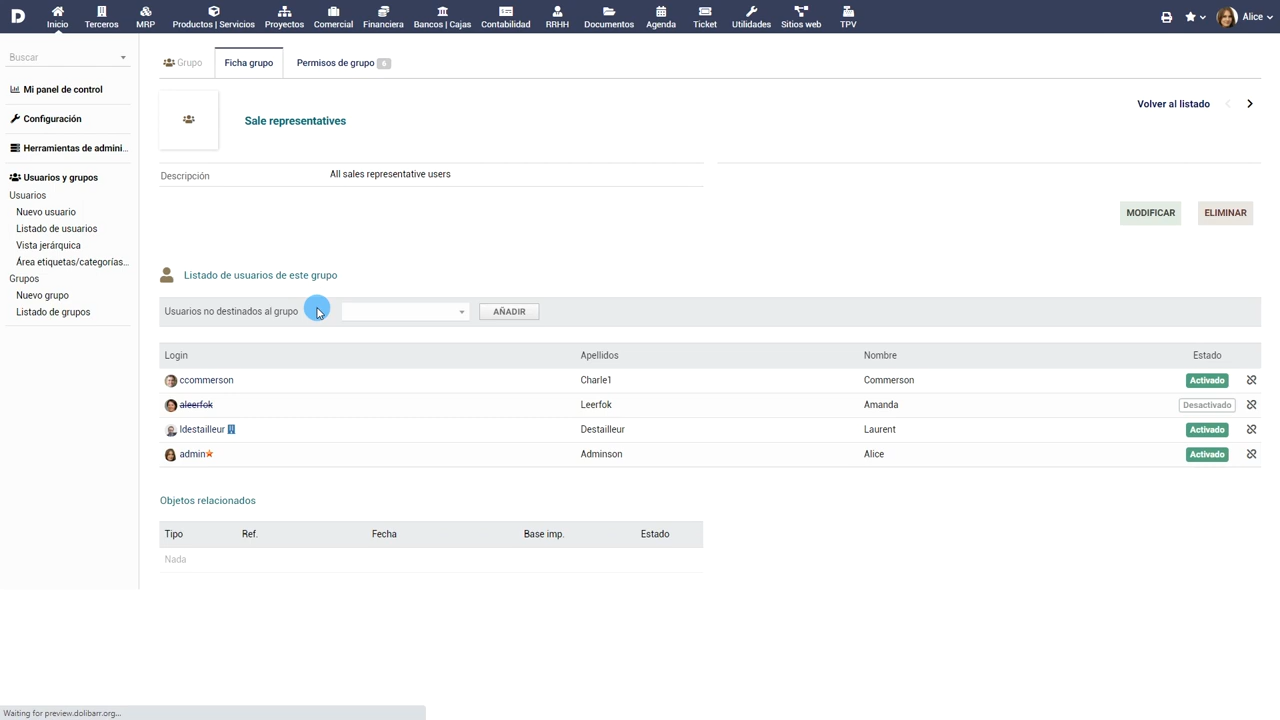 D
Inicio
Terceros
MRP
Productos | Servicios
Proyectos
Comercial
Financiera
Bancos | Cajas
Contabilidad
RRHH
Documentos
Agenda
Ticket
Utilidades
Sitios web
TPV
Alice
Buscar
Mi panel de control
Configuración
Herramientas de admini...
Usuarios y grupos
Usuarios
Nuevo usuario
Listado de usuarios
Vista jerárquica
Área etiquetas/categorías...
Grupos
Nuevo grupo
Listado de grupos
Grupo
Ficha grupo
Permisos de grupo 6
Sale representatives
Volver al listado
Descripción All sales representative users
MODIFICAR ELIMINAR
Listado de usuarios de este grupo
Usuarios no destinados al grupo AÑADIR
Login Apellidos Nombre Estado
ccommerson Charle1 Commerson Activado
aleerfok Leerfok Amanda Desactivado
ldestailleur Destailleur Laurent Activado
admin Adminson Alice Activado
Objetos relacionados
Tipo Ref. Fecha Base imp. Estado
Nada
Waiting for preview.dolibarr.org...